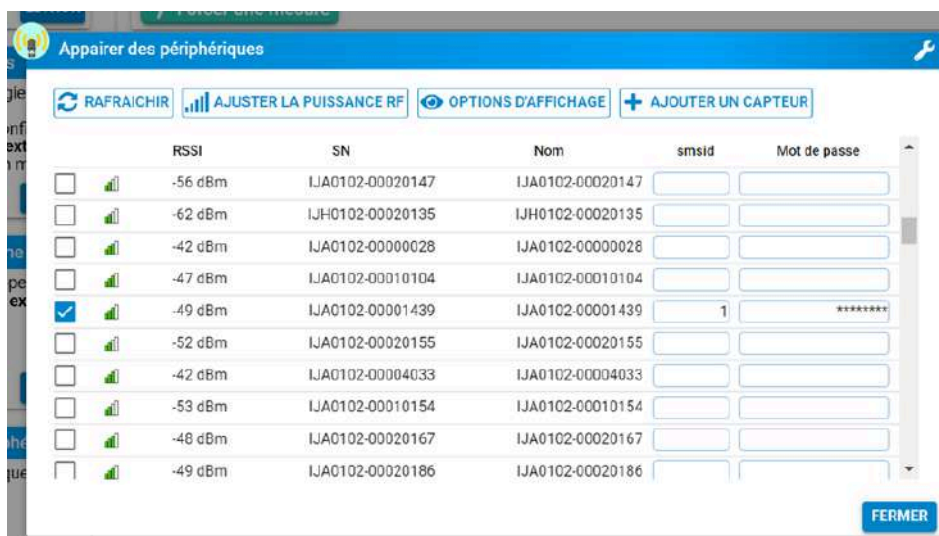 Appairer des périphériques
RAFRAICHIR AJUSTER LA PUISSANCE RF OPTIONS D'AFFICHAGE AJOUTER UN CAPTEUR
RSSI SN Nom smsid Mot de passe
-56 dBm IJA0102-00020147 IJA0102-00020147
-62 dBm IJH0102-00020135 IJH0102-00020135
-42 dBm IJA0102-00000028 IJA0102-00000028
-47 dBm IJA0102-00010104 IJA0102-00010104
-49 dBm IJA0102-00001439 IJA0102-00001439 1 ********
-52 dBm IJA0102-00020155 IJA0102-00020155
-42 dBm IJA0102-00004033 IJA0102-00004033
-53 dBm IJA0102-00010154 IJA0102-00010154
-48 dBm IJA0102-00020167 IJA0102-00020167
-49 dBm IJA0102-00020186 IJA0102-00020186
FERMER